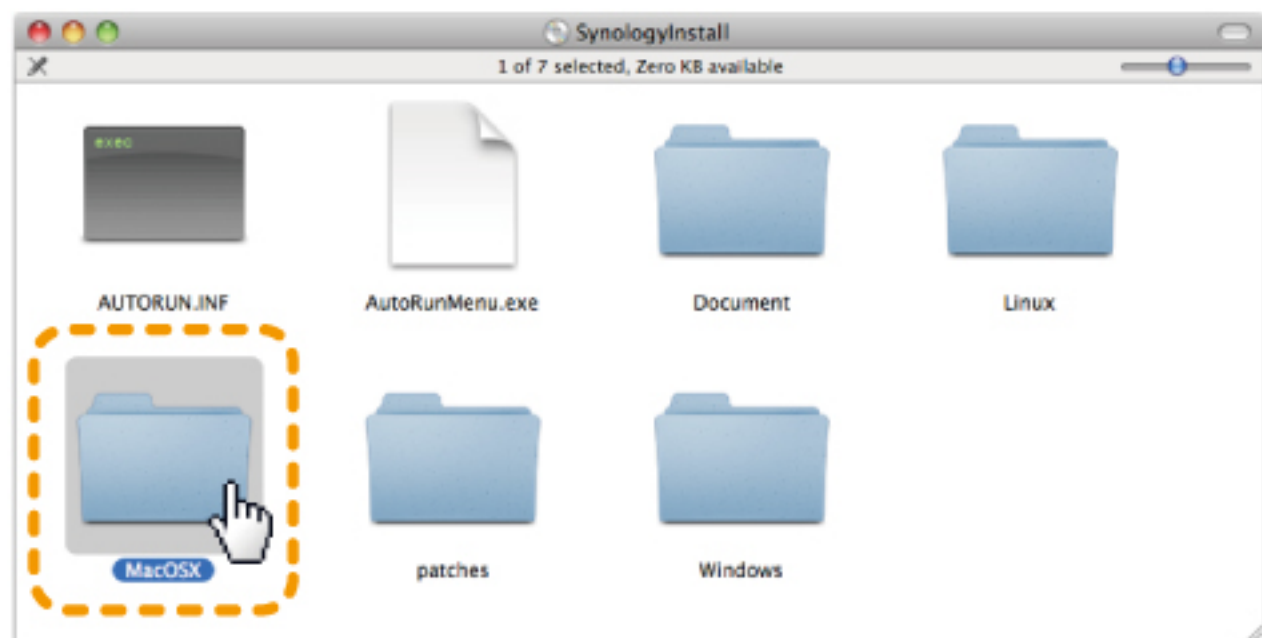 SynologyInstall
1 of 7 selected, Zero KB available
exec
AUTORUN.INF
AutoRunMenu.exe
Document
Linux
MacOSX
patches
Windows